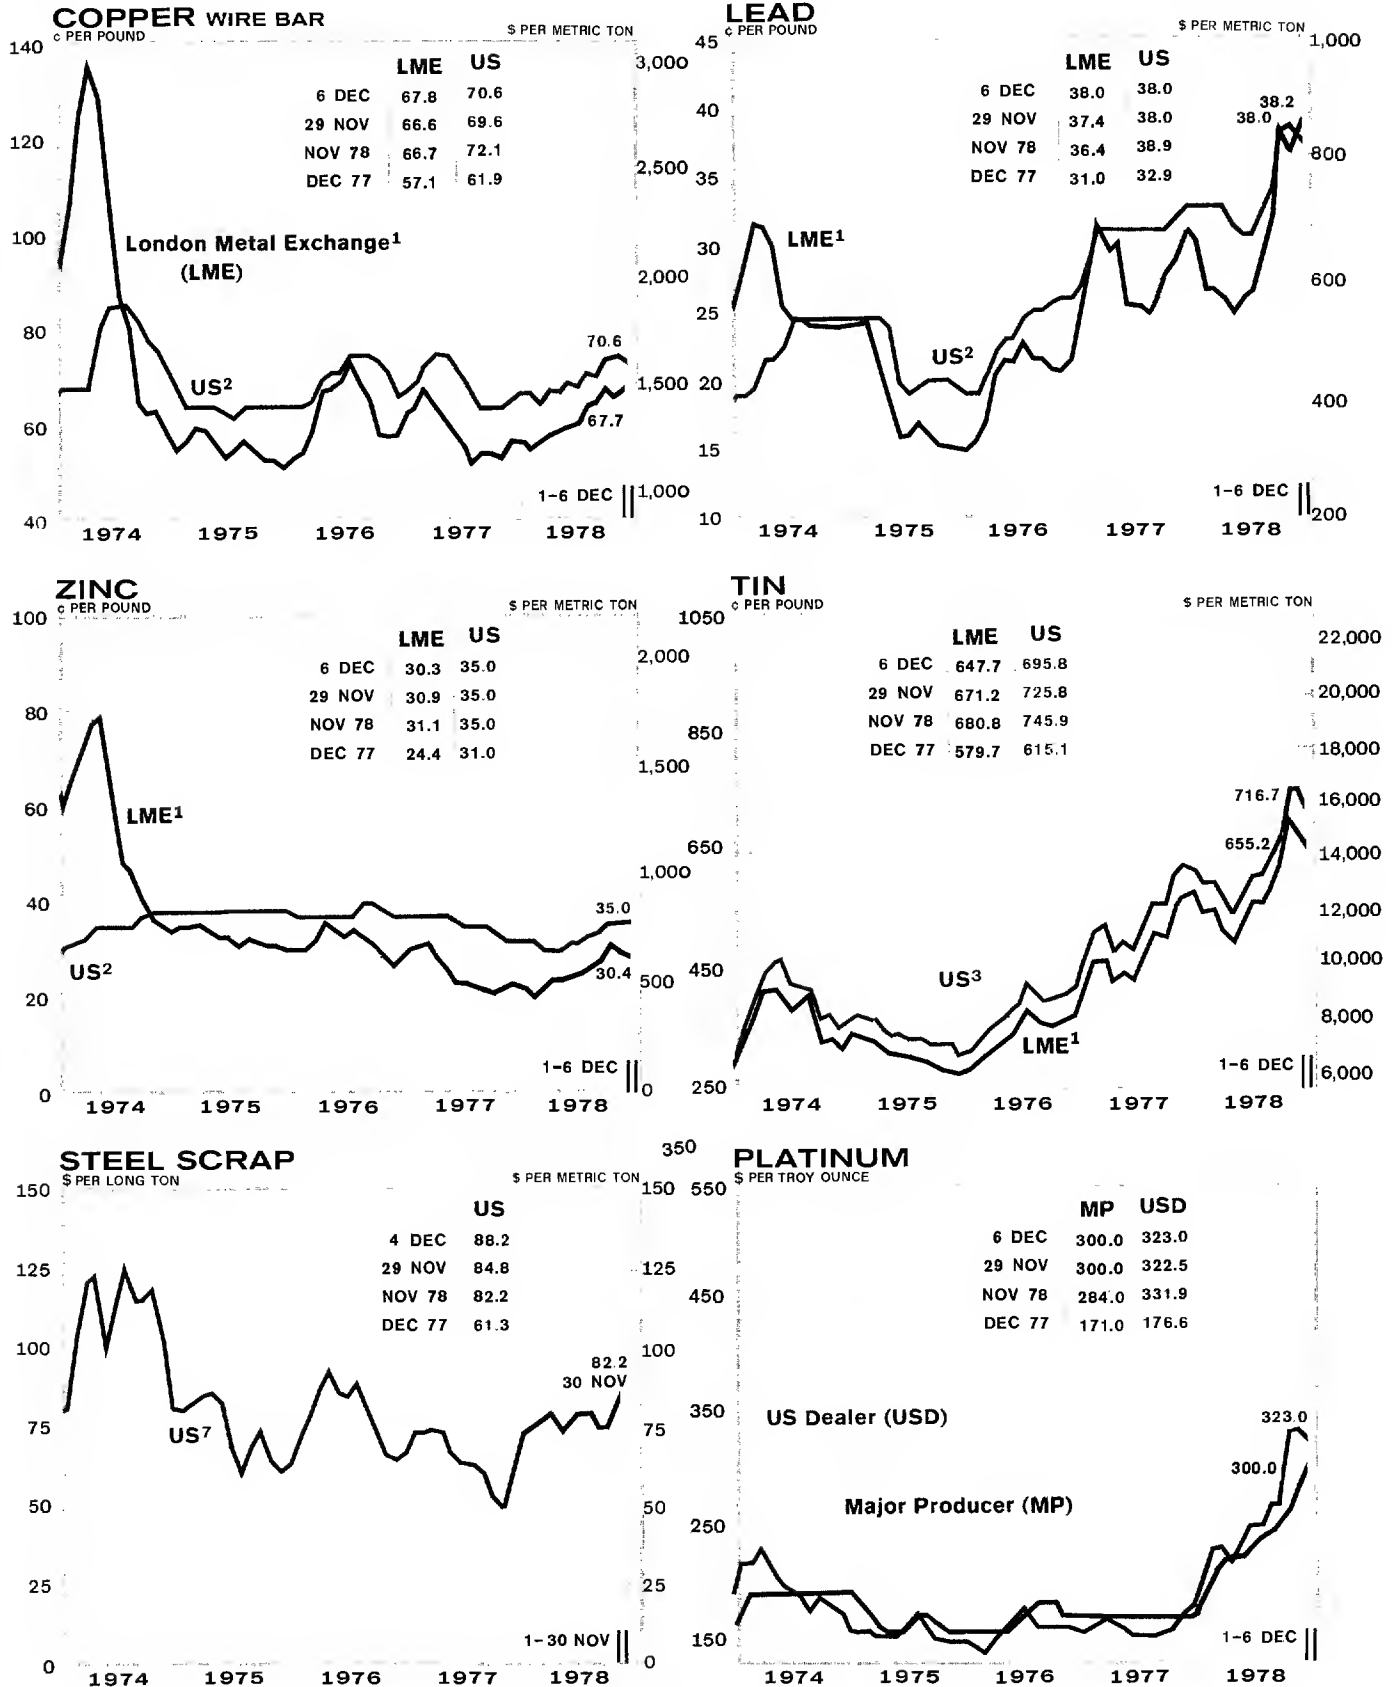 COPPER WIRE BAR
¢ PER POUND
$ PER METRIC TON
LME US
6 DEC 67.8 70.6
29 NOV 66.6 69.6
NOV 78 66.7 72.1
DEC 77 57.1 61.9
London Metal Exchange1
(LME)
US2
70.6
67.7
1-6 DEC
140
120
100
80
60
40
3,000
2,500
2,000
1,500
1,000
1974 1975 1976 1977 1978
LEAD
¢ PER POUND
$ PER METRIC TON
LME US
6 DEC 38.0 38.0
29 NOV 37.4 38.0
NOV 78 36.4 38.9
DEC 77 31.0 32.9
38.2
38.0
LME1
US2
1-6 DEC
45
40
35
30
25
20
15
10
1,000
800
600
400
200
1974 1975 1976 1977 1978
ZINC
¢ PER POUND
$ PER METRIC TON
LME US
6 DEC 30.3 35.0
29 NOV 30.9 35.0
NOV 78 31.1 35.0
DEC 77 24.4 31.0
LME1
US2
35.0
30.4
1-6 DEC
100
80
60
40
20
0
2,000
1,500
1,000
500
0
1974 1975 1976 1977 1978
TIN
¢ PER POUND
$ PER METRIC TON
LME US
6 DEC 647.7 695.8
29 NOV 671.2 725.8
NOV 78 680.8 745.9
DEC 77 579.7 615.1
716.7
655.2
US3
LME1
1-6 DEC
1050
850
650
450
250
22,000
20,000
18,000
16,000
14,000
12,000
10,000
8,000
6,000
1974 1975 1976 1977 1978
STEEL SCRAP
$ PER LONG TON
$ PER METRIC TON
US
4 DEC 88.2
29 NOV 84.8
NOV 78 82.2
DEC 77 61.3
82.2
30 NOV
US7
1-30 NOV
150
125
100
75
50
25
0
350
150
125
100
75
50
25
0
1974 1975 1976 1977 1978
PLATINUM
$ PER TROY OUNCE
MP USD
6 DEC 300.0 323.0
29 NOV 300.0 322.5
NOV 78 284.0 331.9
DEC 77 171.0 176.6
US Dealer (USD)
323.0
300.0
Major Producer (MP)
1-6 DEC
550
450
350
250
150
1974 1975 1976 1977 1978